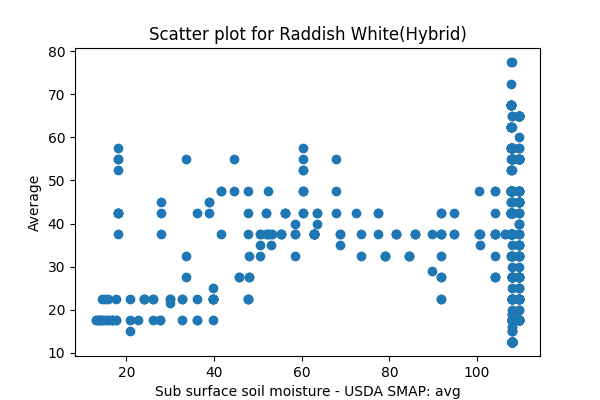 Scatter plot for Raddish White(Hybrid)
80
70
60
50
40
30
20
10
Average
20 40 60 80 100
Sub surface soil moisture - USDA SMAP: avg